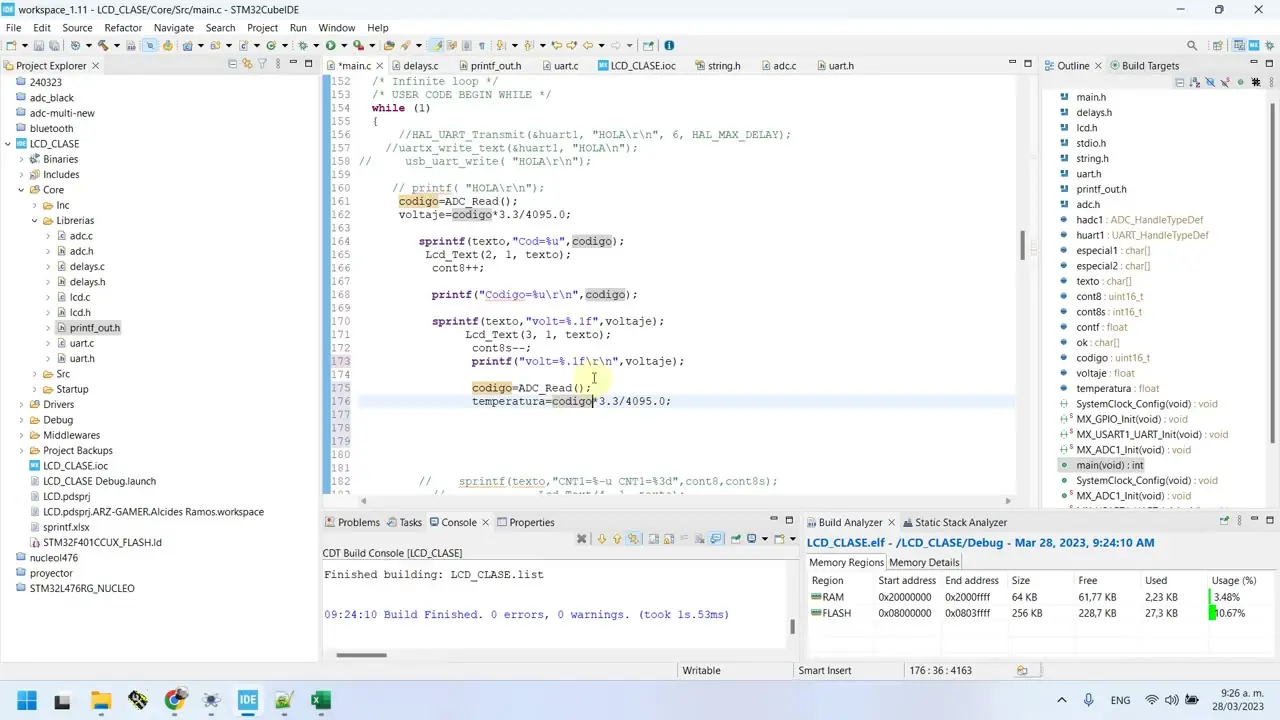 workspace_1.11 - LCD_CLASE/Core/Src/main.c - STM32CubeIDE
File Edit Source Refactor Navigate Search Project Run Window Help
Project Explorer
240323
adc_black
adc-multi-new
bluetooth
LCD_CLASE
Binaries
Includes
Core
Inc
Librerias
adc.c
adc.h
delays.c
delays.h
lcd.c
lcd.h
printf_out.h
uart.c
uart.h
Src
Startup
Drivers
Debug
Middlewares
Project Backups
LCD_CLASE.ioc
LCD_CLASE Debug.launch
LCD.pdsprj
LCD.pdsprj.ARZ-GAMER.Alcides Ramos.workspace
sprintf.xlsx
STM32F401CCUX_FLASH.ld
nucleol476
proyector
STM32L476RG_NUCLEO
*main.c delays.c printf_out.h uart.c LCD_CLASE.ioc string.h adc.c uart.h
152 /* Infinite loop */
153 /* USER CODE BEGIN WHILE */
154 while (1)
155 {
156 //HAL_UART_Transmit(&huart1, "HOLA\r\n", 6, HAL_MAX_DELAY);
157 //uartx_write_text(&huart1, "HOLA\n");
158 // usb_uart_write( "HOLA\r\n");
159
160 // printf( "HOLA\r\n");
161 codigo=ADC_Read();
162 voltaje=codigo*3.3/4095.0;
163
164 sprintf(texto,"Cod=%u",codigo);
165 Lcd_Text(2, 1, texto);
166 cont8++;
167
168 printf("Codigo=%u\r\n",codigo);
169
170 sprintf(texto,"volt=%.1f",voltaje);
171 Lcd_Text(3, 1, texto);
172 cont8s--;
173 printf("volt=%.1f\r\n",voltaje);
174
175 codigo=ADC_Read();
176 temperatura=codigo*3.3/4095.0;
177
178
179
180
181
182 // sprintf(texto,"CNT1=%-u CNT1=%3d",cont8,cont8s);
Outline Build Targets
main.h
delays.h
lcd.h
stdio.h
string.h
uart.h
printf_out.h
adc.h
hadc1 : ADC_HandleTypeDef
huart1 : UART_HandleTypeDef
especial1 : char[]
especial2 : char[]
texto : char[]
cont8 : uint16_t
cont8s : int16_t
contf : float
ok : char[]
codigo : uint16_t
voltaje : float
temperatura : float
SystemClock_Config(void) : void
MX_GPIO_Init(void) : void
MX_USART1_UART_Init(void) : void
MX_ADC1_Init(void) : void
main(void) : int
SystemClock_Config(void) : void
MX_ADC1_Init(void) : void
Problems Tasks Console Properties
CDT Build Console [LCD_CLASE]
Finished building: LCD_CLASE.list
09:24:10 Build Finished. 0 errors, 0 warnings. (took 1s.53ms)
Build Analyzer Static Stack Analyzer
LCD_CLASE.elf - /LCD_CLASE/Debug - Mar 28, 2023, 9:24:10 AM
Memory Regions Memory Details
Region Start address End address Size Free Used Usage (%)
RAM 0x20000000 0x2000ffff 64 KB 61,77 KB 2,23 KB 3.48%
FLASH 0x08000000 0x0803ffff 256 KB 228,7 KB 27,3 KB 10.67%
Writable Smart Insert 176 : 36 : 4163
IDE
ENG
9:26 a. m.
28/03/2023